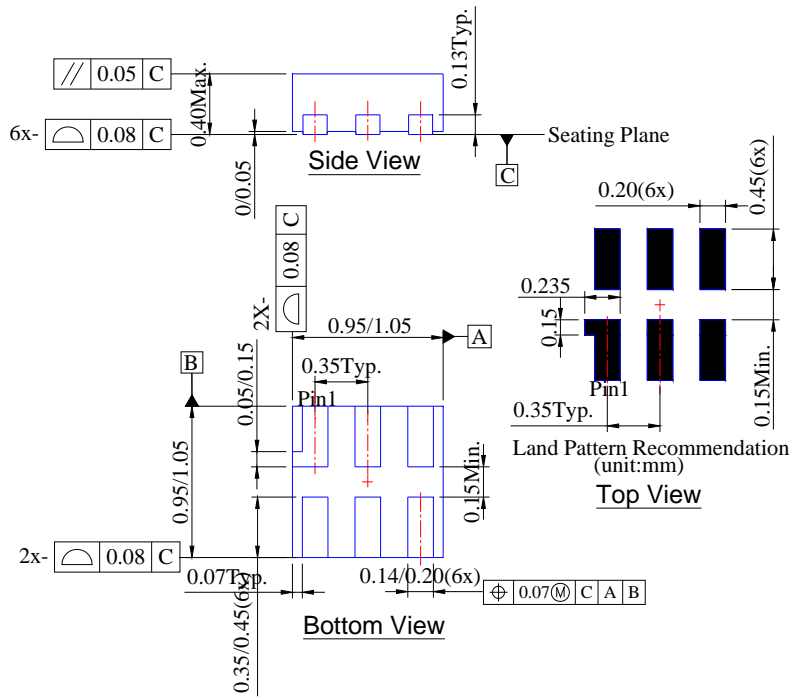 // 0.05 C
6x- 0.08 C
0.40Max.
0/0.05
0.13Typ.
Side View
Seating Plane
C
0.20(6x)
0.45(6x)
0.235
0.15
Pin1
0.35Typ.
0.15Min.
Land Pattern Recommendation
(unit:mm)
Top View
2X- 0.08 C
0.95/1.05
A
0.35Typ.
0.05/0.15
B
Pin1
0.95/1.05
0.15Min.
2x- 0.08 C
0.07Typ.
0.14/0.20(6x)
0.35/0.45(6x)
⌖ 0.07Ⓜ C A B
Bottom View